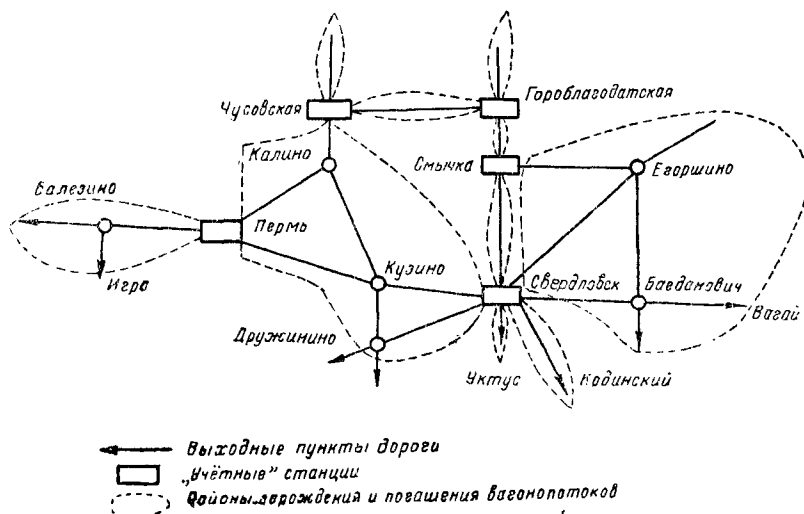 Чусовская
Гороблагодатская
Калино
Смычка
Егоршино
Балезино
Пермь
Игра
Кузино
Свердловск
Богданович
Вагай
Дружинино
Уктус
Кодинский
Выходные пункты дороги
„Учётные" станции
Районы зарождения и погашения вагонопотоков